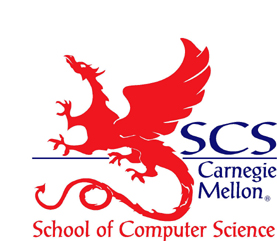 SCS
Carnegie
Mellon®
School of Computer Science